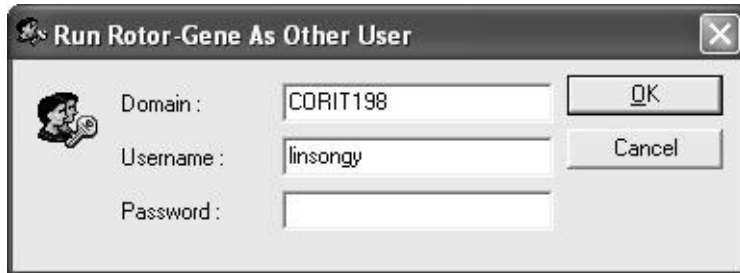 Run Rotor-Gene As Other User
Domain : CORIT198 OK
Username : linsongy Cancel
Password :